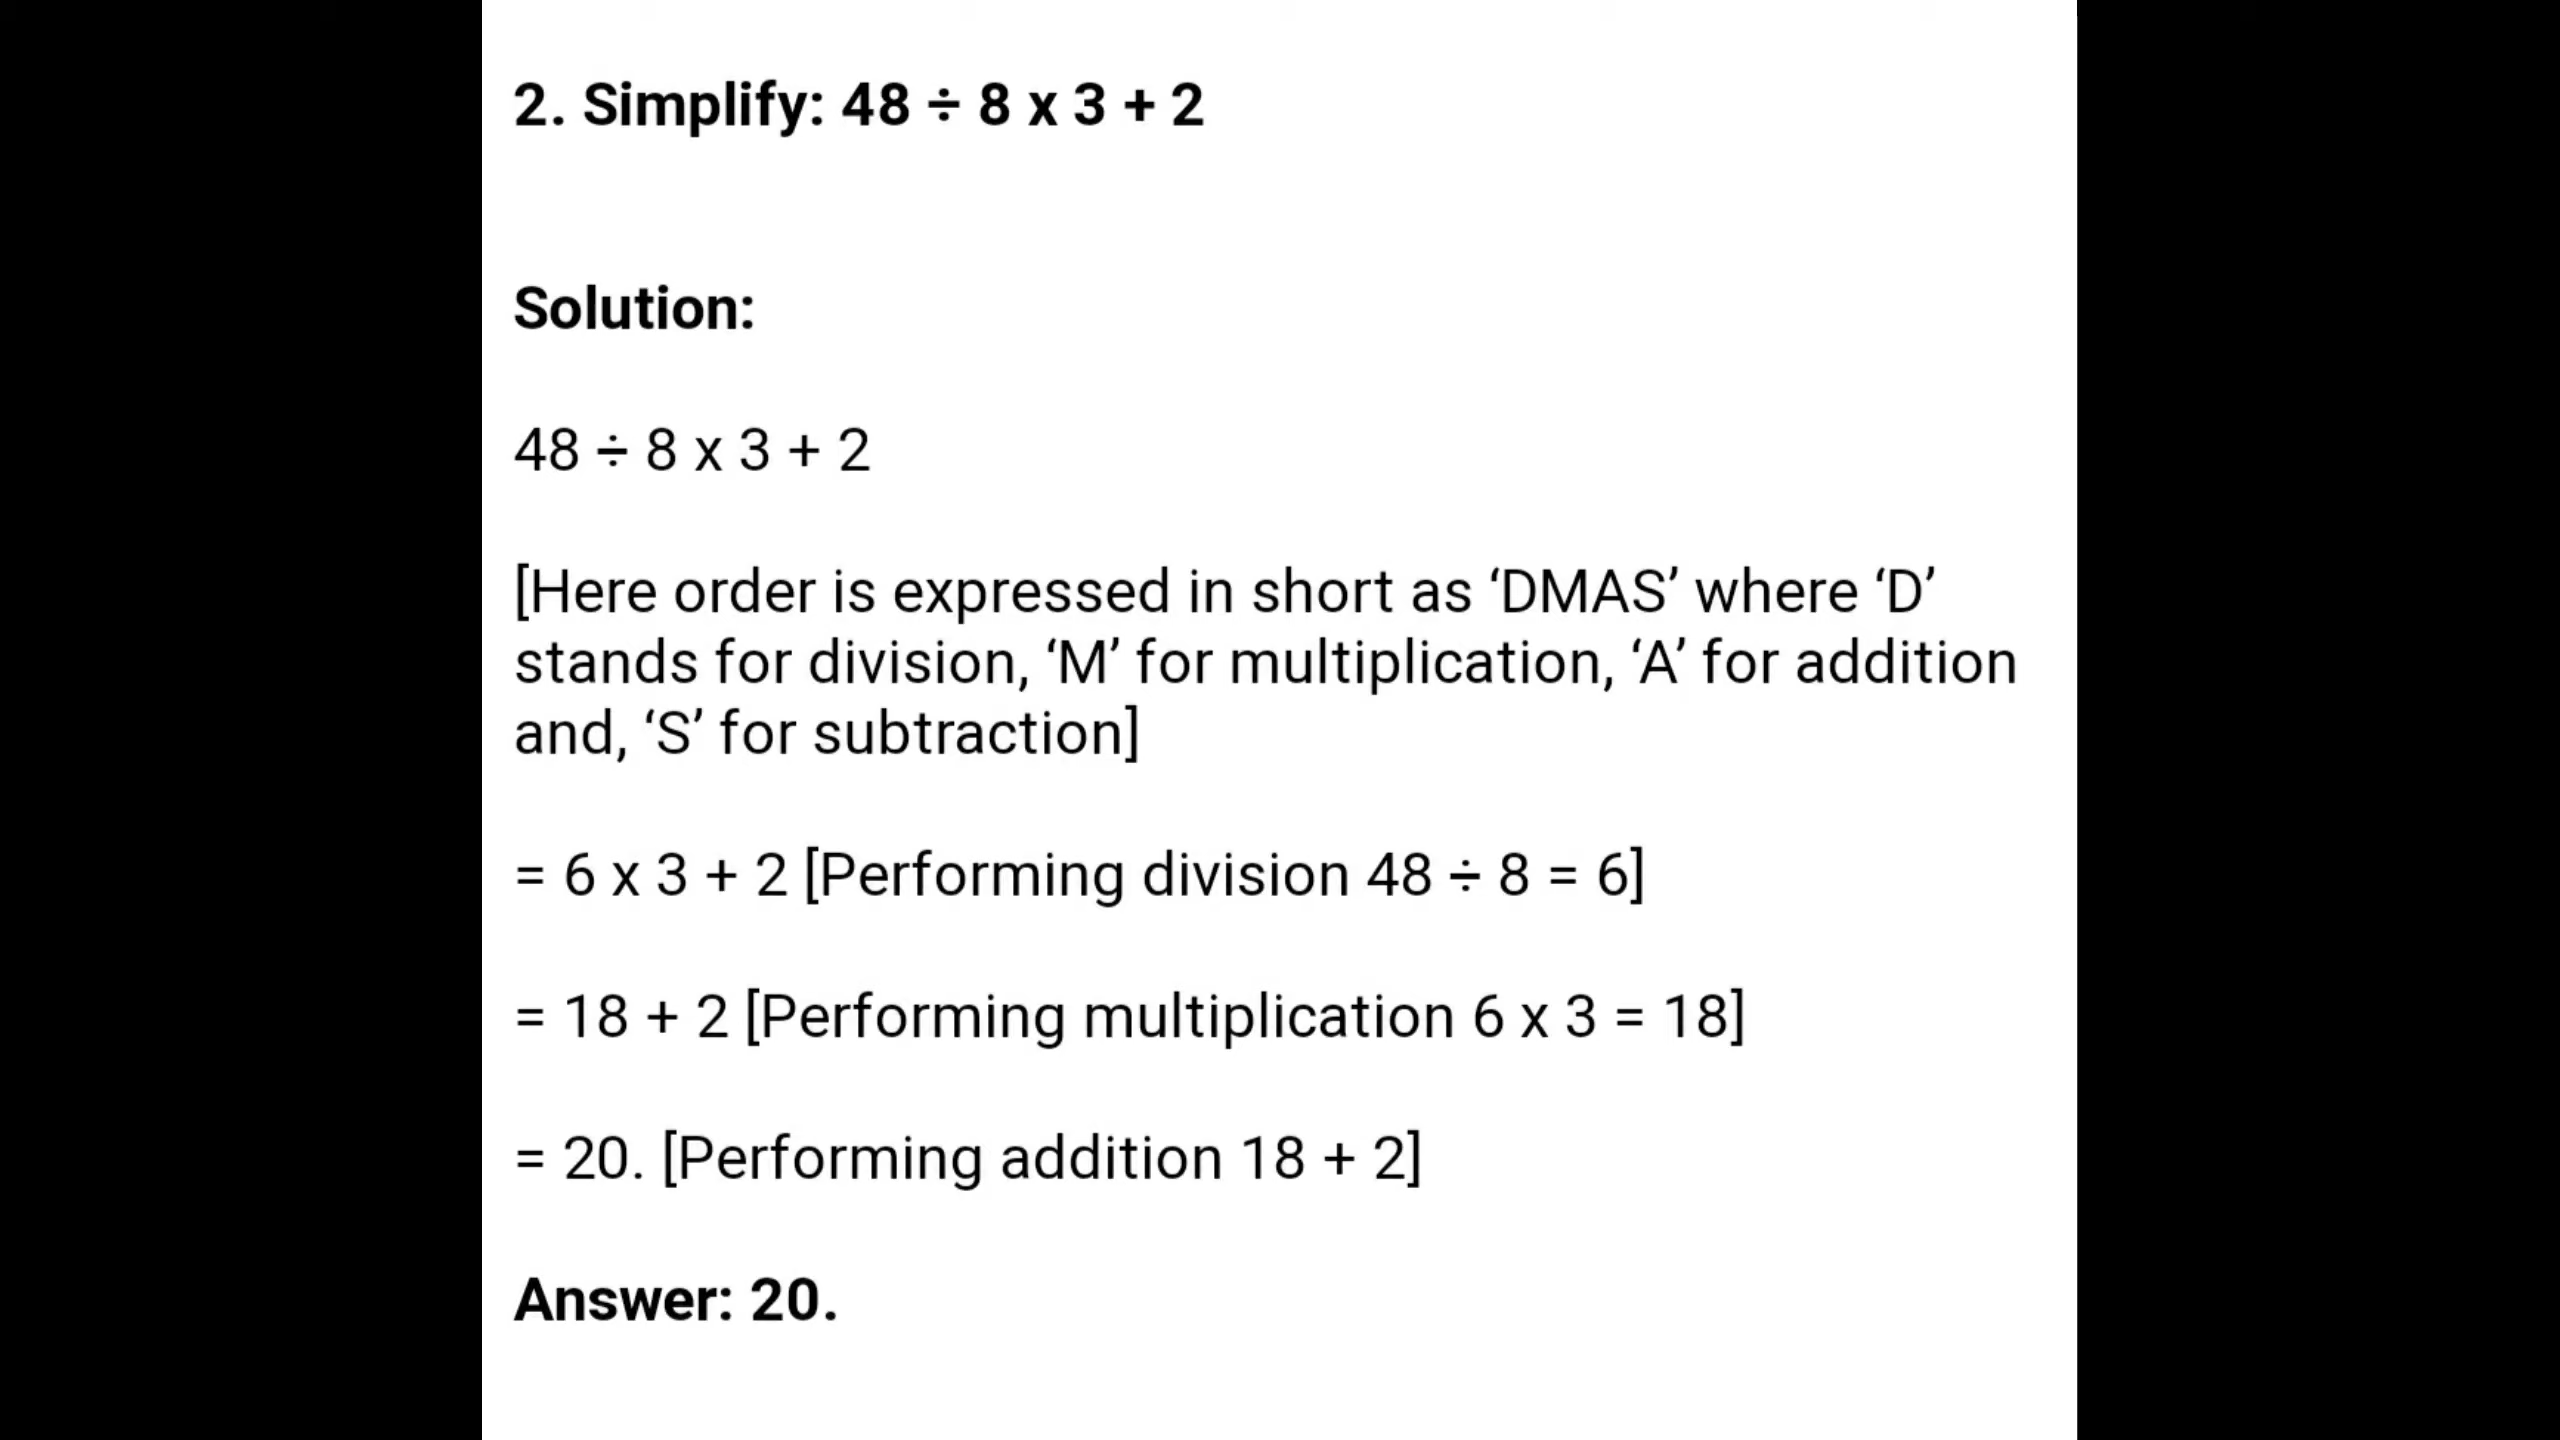 2. Simplify: 48 ÷ 8 x 3 + 2
Solution:
48 ÷ 8 x 3 + 2
[Here order is expressed in short as ‘DMAS’ where ‘D’
stands for division, ‘M’ for multiplication, ‘A’ for addition
and, ‘S’ for subtraction]
= 6 x 3 + 2 [Performing division 48 ÷ 8 = 6]
= 18 + 2 [Performing multiplication 6 x 3 = 18]
= 20. [Performing addition 18 + 2]
Answer: 20.